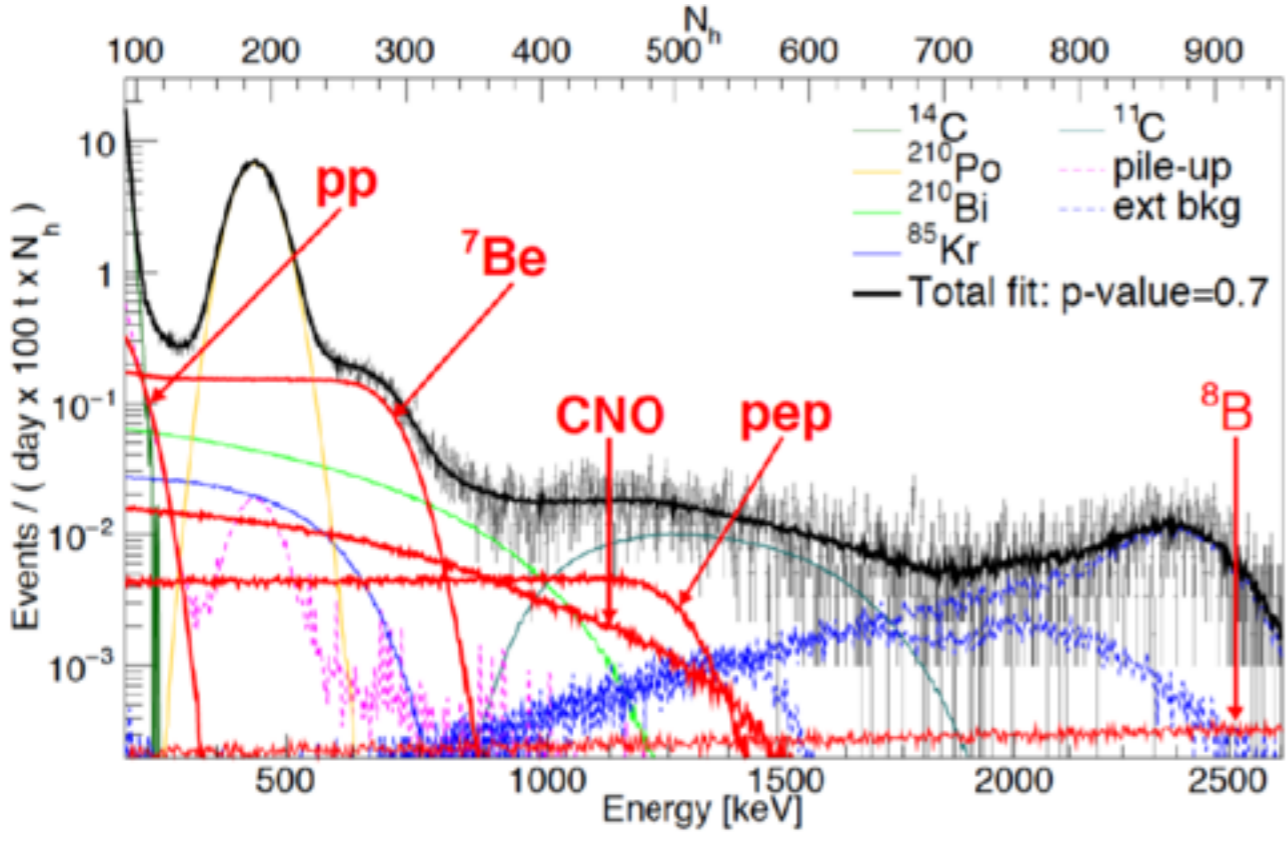 N_h
100 200 300 400 500 600 700 800 900
¹⁴C ¹¹C
²¹⁰Po pile-up
²¹⁰Bi ext bkg
⁸⁵Kr
Total fit: p-value=0.7
pp
⁷Be
CNO
pep
⁸B
10
1
10⁻¹
10⁻²
10⁻³
Events / ( day x 100 t x N_h )
500 1000 1500 2000 2500
Energy [keV]